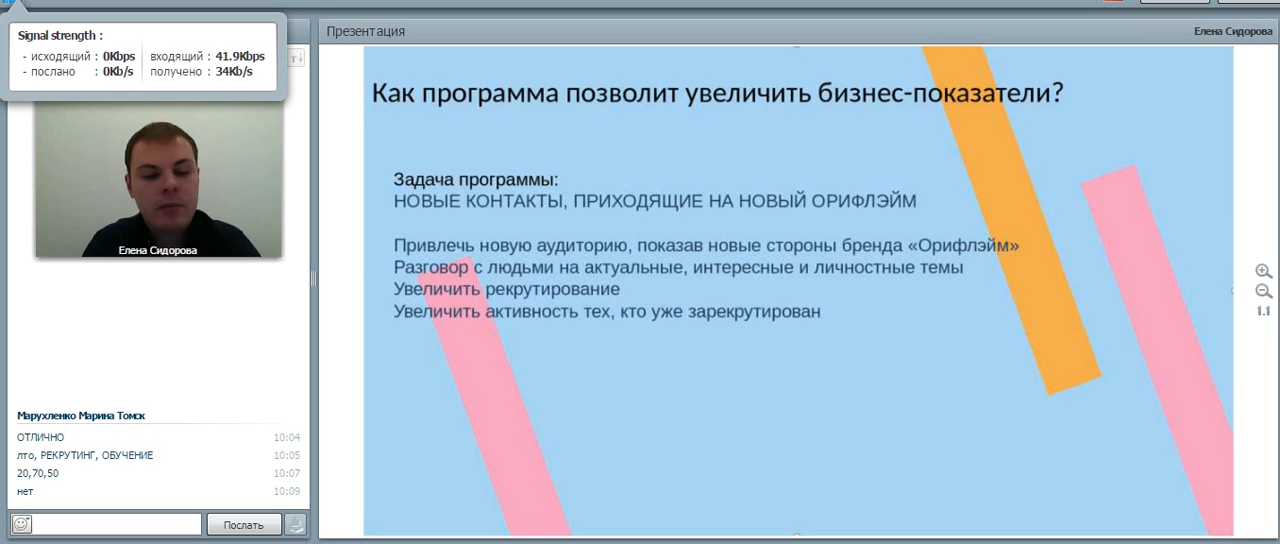 Signal strength :
- исходящий : 0Kbps входящий : 41.9Kbps
- послано : 0Kb/s получено : 34Kb/s
Елена Сидорова
Марухленко Марина Томск
ОТЛИЧНО 10:04
лто, РЕКРУТИНГ, ОБУЧЕНИЕ 10:05
20,70,50 10:07
нет 10:09
Послать
Презентация
Елена Сидорова
Как программа позволит увеличить бизнес-показатели?
Задача программы:
НОВЫЕ КОНТАКТЫ, ПРИХОДЯЩИЕ НА НОВЫЙ ОРИФЛЭЙМ
Привлечь новую аудиторию, показав новые стороны бренда «Орифлэйм»
Разговор с людьми на актуальные, интересные и личностные темы
Увеличить рекрутирование
Увеличить активность тех, кто уже зарекрутирован
1.1